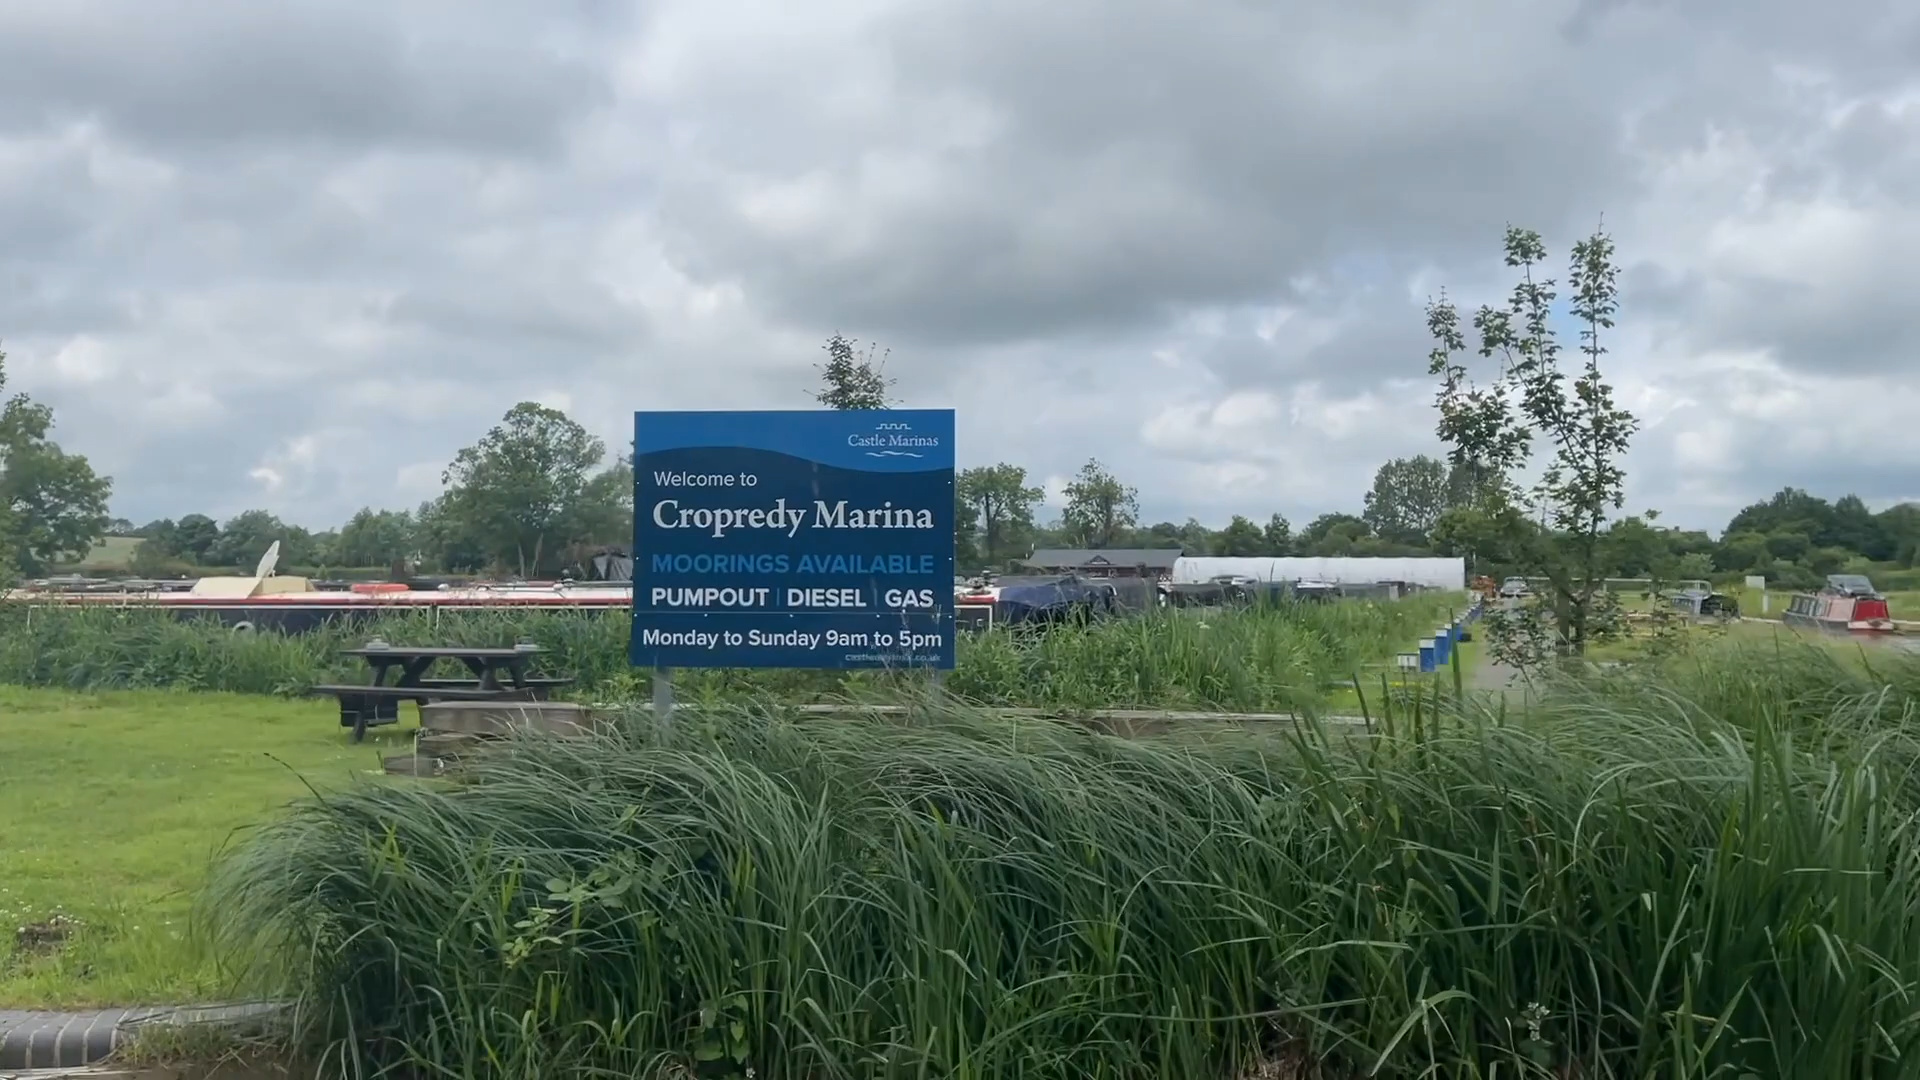 Castle Marinas
Welcome to
Cropredy Marina
MOORINGS AVAILABLE
PUMPOUT | DIESEL | GAS
Monday to Sunday 9am to 5pm